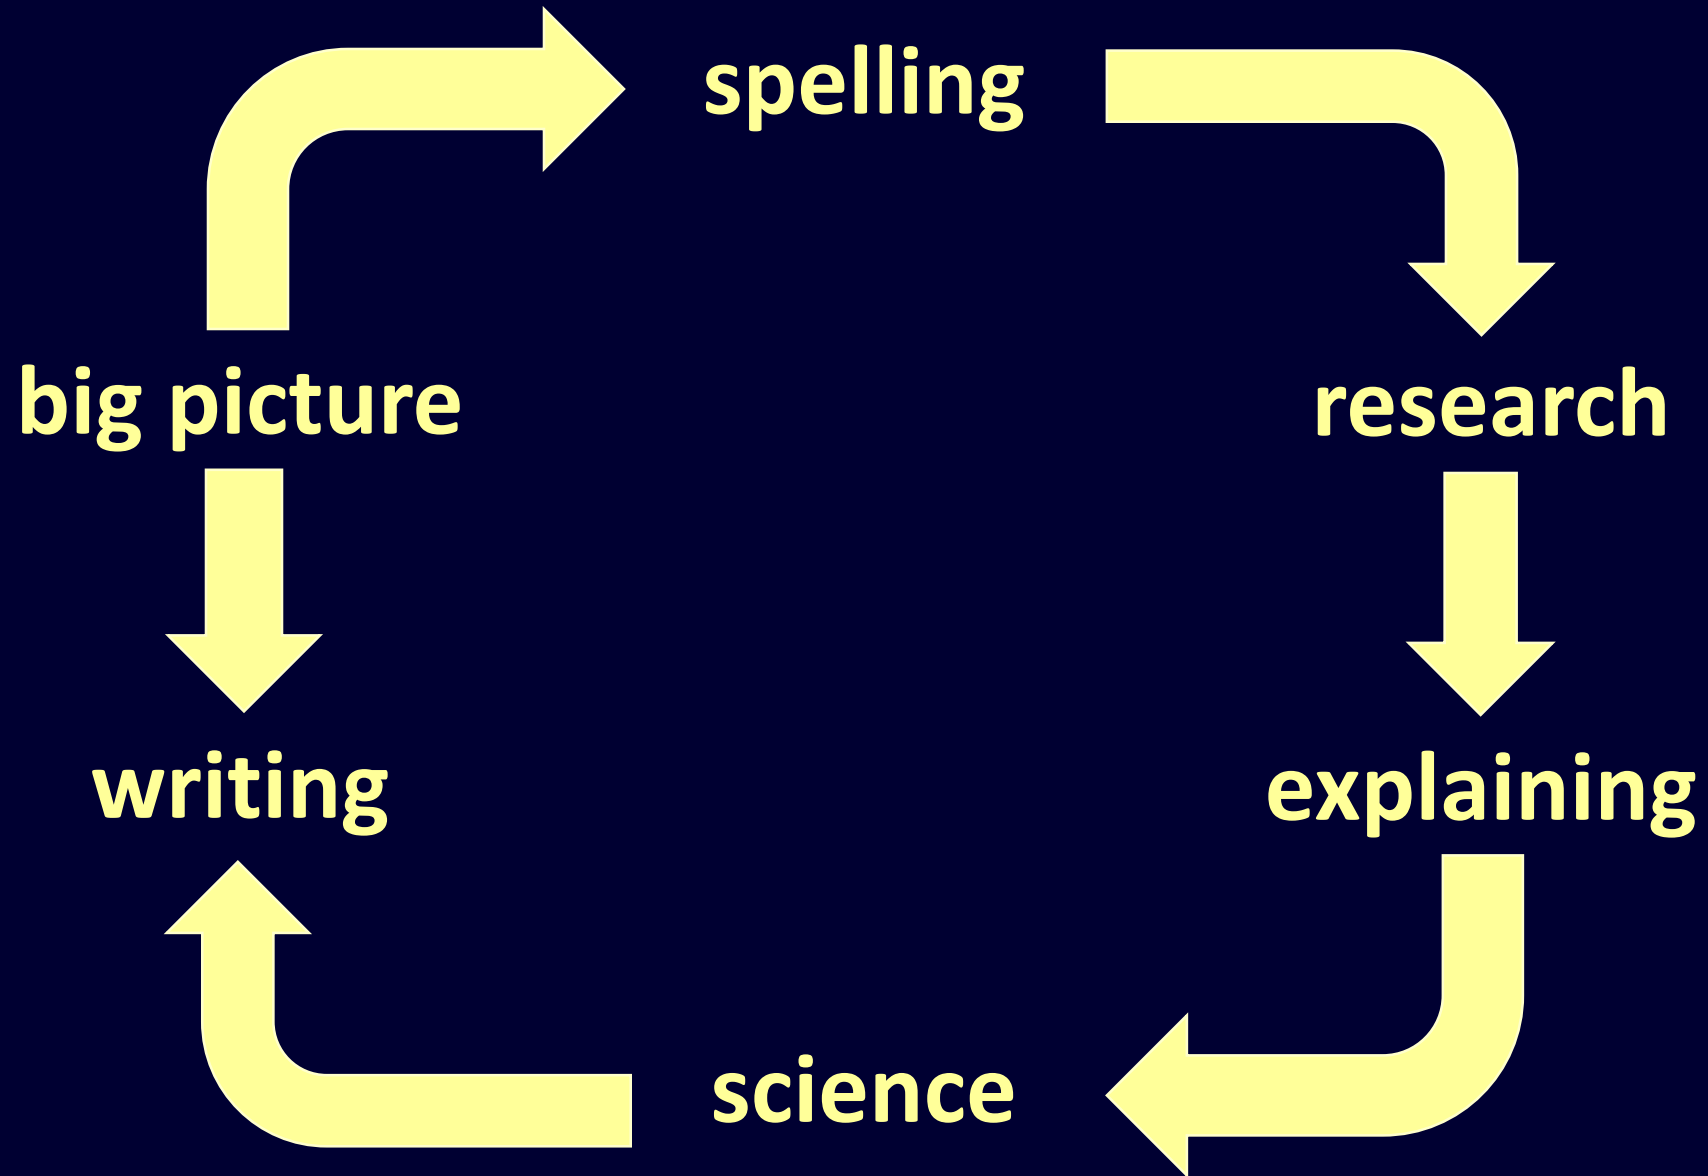 spelling
big picture
research
writing
explaining
science